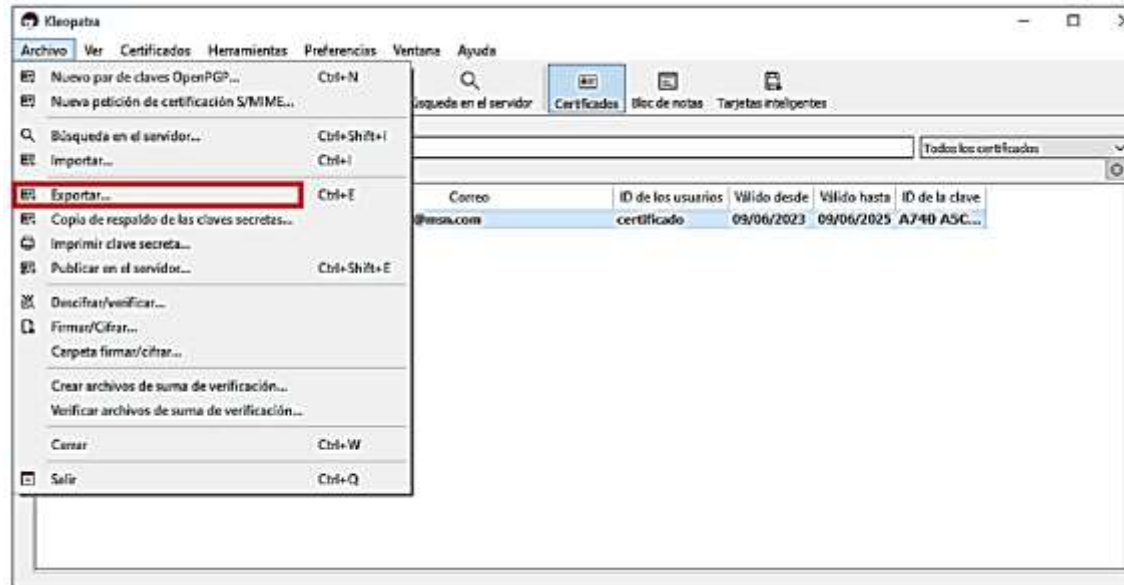 Kleopatra
Archivo Ver Certificados Herramientas Preferencias Ventana Ayuda
Nuevo par de claves OpenPGP... Ctrl+N
Nueva petición de certificación S/MIME...
Búsqueda en el servidor... Ctrl+Shift+I
Importar... Ctrl+I
Exportar... Ctrl+E
Copia de respaldo de las claves secretas...
Imprimir clave secreta...
Publicar en el servidor... Ctrl+Shift+E
Descifrar/verificar...
Firmar/Cifrar...
Carpeta firmar/cifrar...
Crear archivos de suma de verificación...
Verificar archivos de suma de verificación...
Cerrar Ctrl+W
Salir Ctrl+Q
úsqueda en el servidor Certificados Bloc de notas Tarjetas inteligentes
Todos los certificados
Correo ID de los usuarios Válido desde Válido hasta ID de la clave
@msn.com certificado 09/06/2023 09/06/2025 A740 A5C...